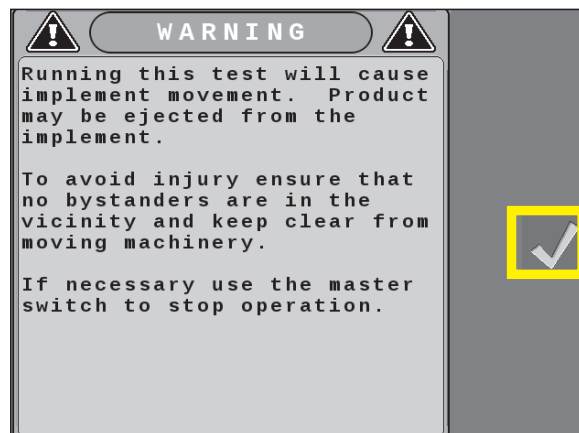 WARNING
Running this test will cause
implement movement.  Product
may be ejected from the
implement.
To avoid injury ensure that
no bystanders are in the
vicinity and keep clear from
moving machinery.
If necessary use the master
switch to stop operation.